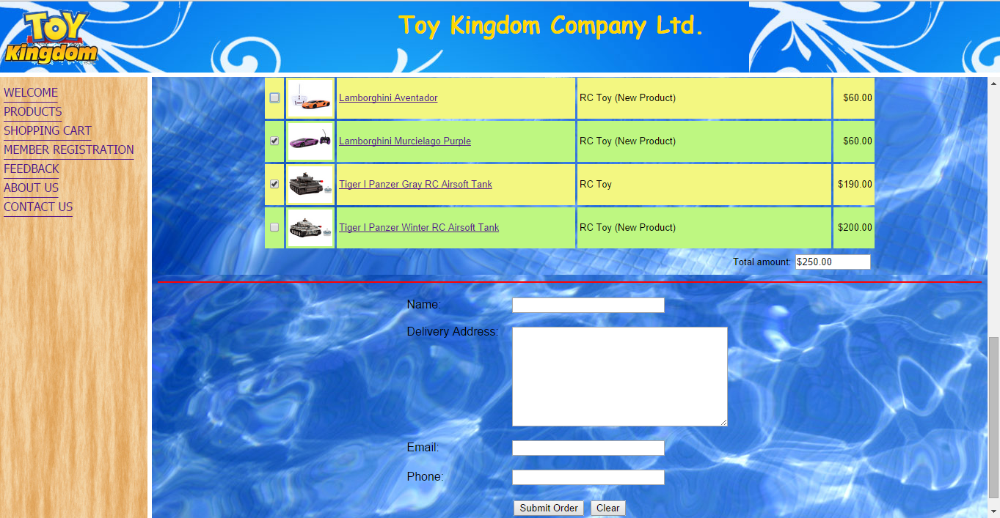 TOY
Kingdom
Toy Kingdom Company Ltd.
WELCOME
PRODUCTS
SHOPPING CART
MEMBER REGISTRATION
FEEDBACK
ABOUT US
CONTACT US
Lamborghini Aventador RC Toy (New Product) $60.00
Lamborghini Murcielago Purple RC Toy (New Product) $60.00
Tiger I Panzer Gray RC Airsoft Tank RC Toy $190.00
Tiger I Panzer Winter RC Airsoft Tank RC Toy (New Product) $200.00
Total amount: $250.00
Name:
Delivery Address:
Email:
Phone:
Submit Order Clear